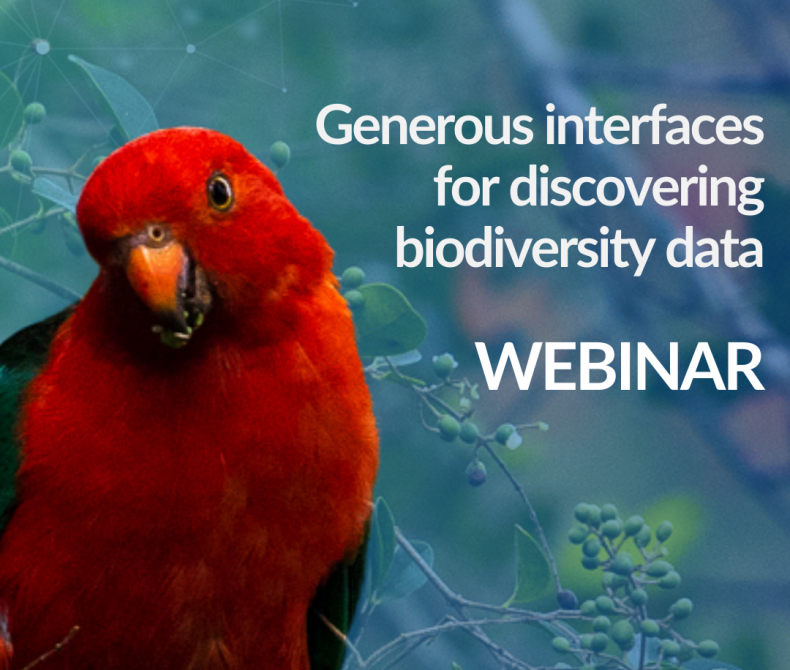 Generous interfaces
for discovering
biodiversity data
WEBINAR